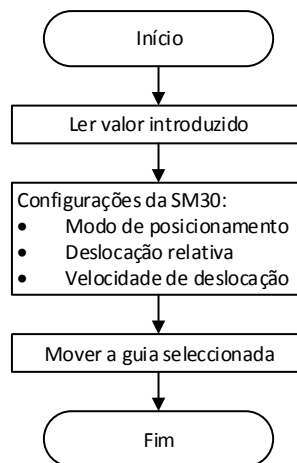 Início
Ler valor introduzido
Configurações da SM30:
• Modo de posicionamento
• Deslocação relativa
• Velocidade de deslocação
Mover a guia seleccionada
Fim